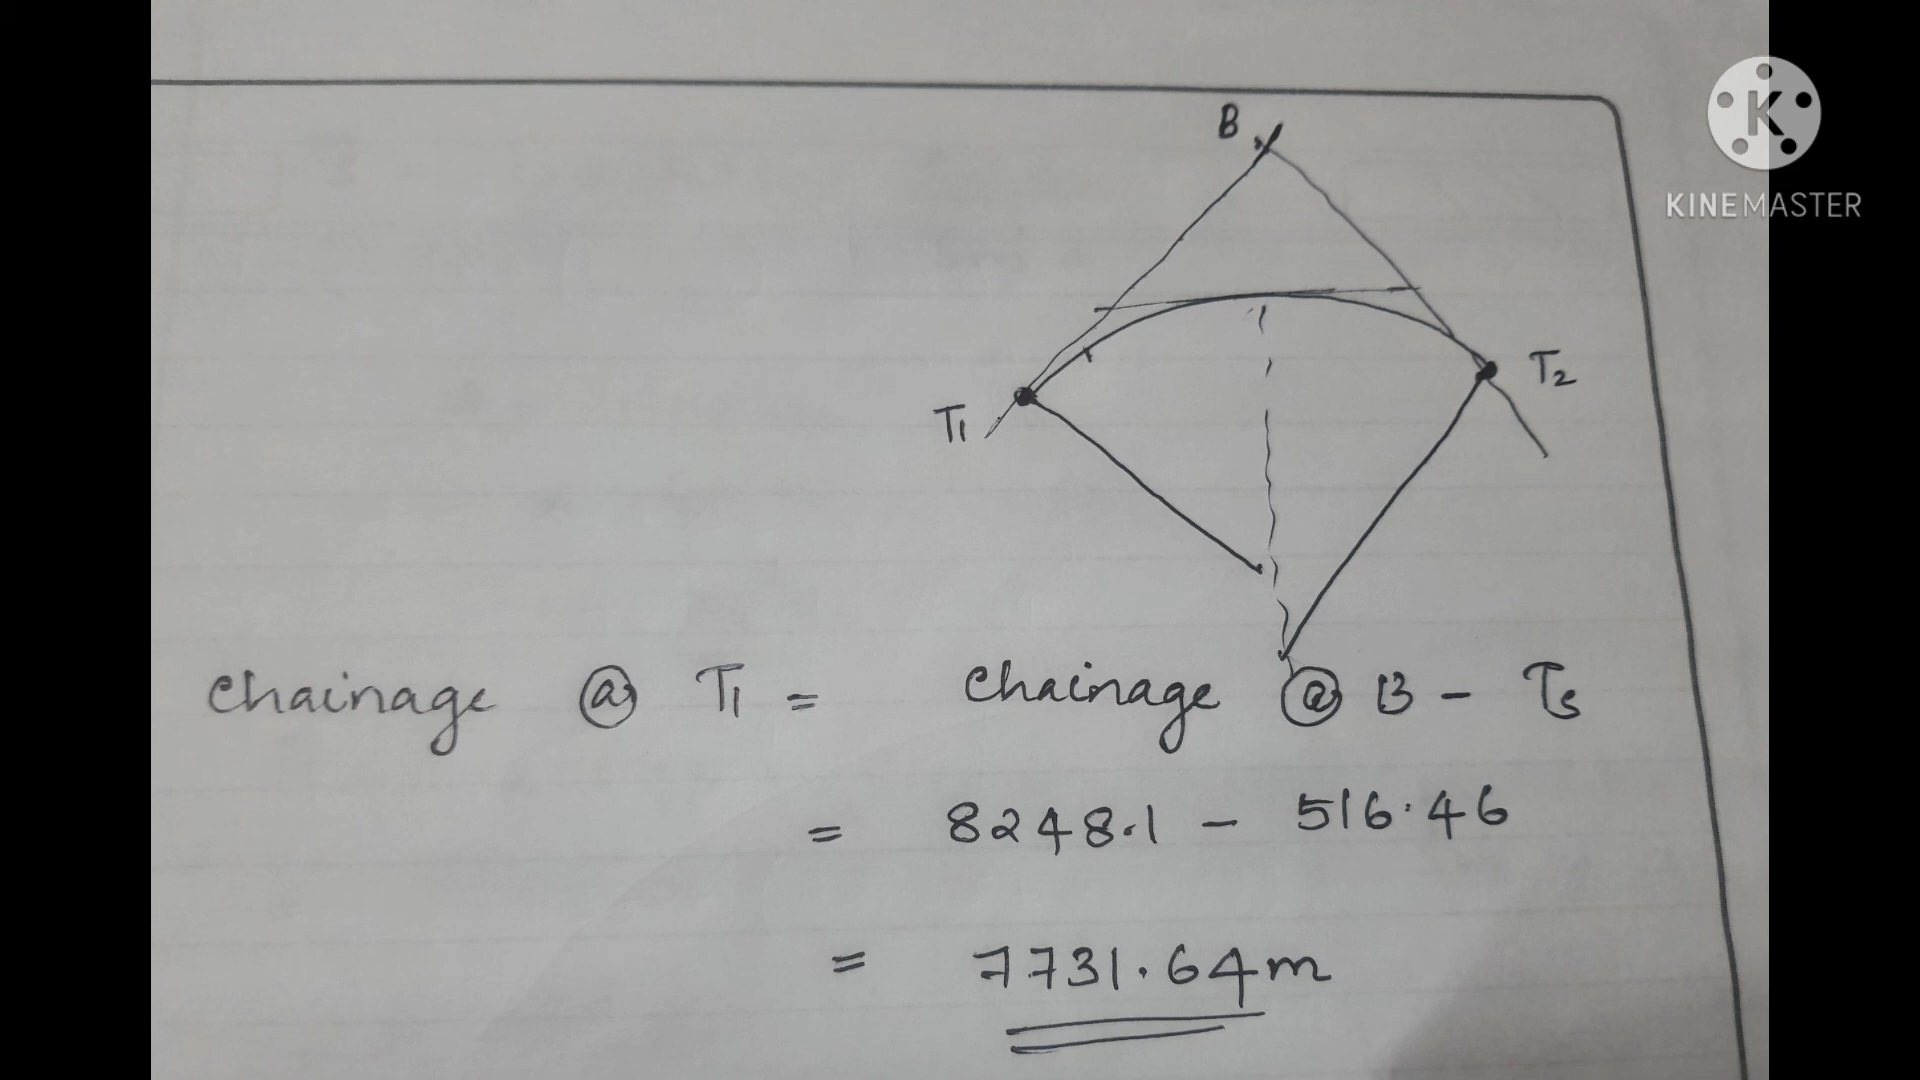 B
K
KINEMASTER
T1
T2
Chainage @ T1 = Chainage @ B - Ts
= 8248.1 - 516.46
= 7731.64m